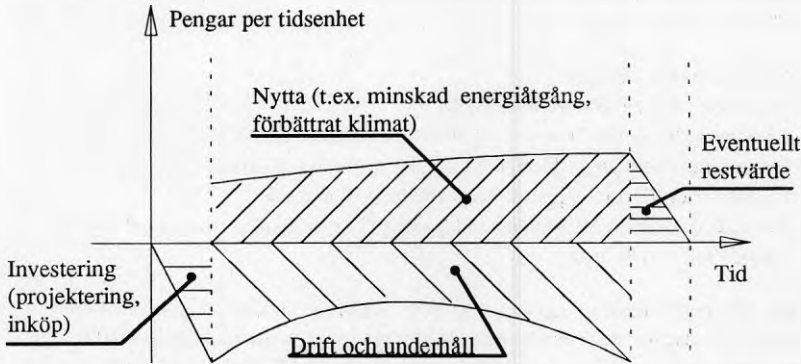 Pengar per tidsenhet
Nytta (t.ex. minskad energiåtgång,
förbättrat klimat)
Eventuellt
restvärde
Tid
Investering
(projektering,
inköp)
Drift och underhåll